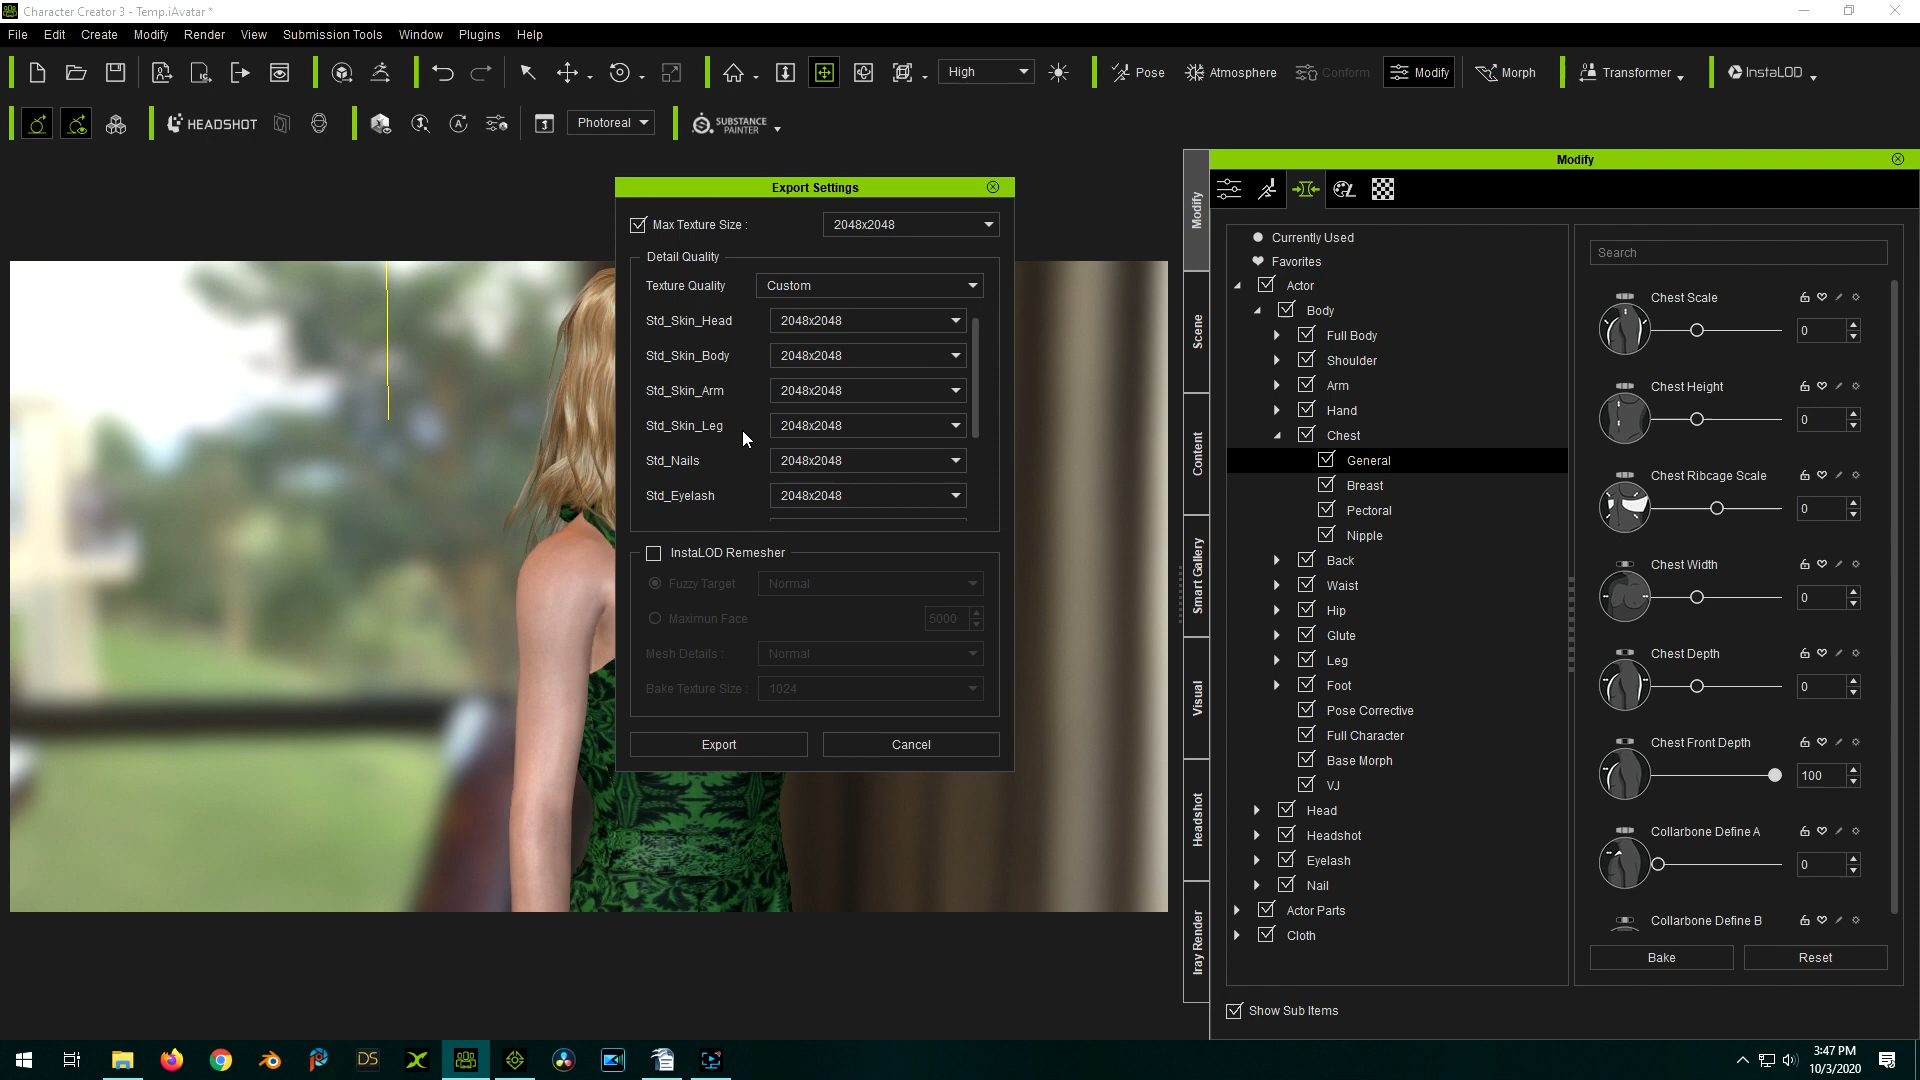 Character Creator 3 - Temp.iAvatar *
File Edit Create Modify Render View Submission Tools Window Plugins Help
High Pose Atmosphere Conform Modify Morph Transformer InstaLOD
HEADSHOT Photoreal SUBSTANCE PAINTER
Export Settings
Max Texture Size : 2048x2048
Detail Quality
Texture Quality Custom
Std_Skin_Head 2048x2048
Std_Skin_Body 2048x2048
Std_Skin_Arm 2048x2048
Std_Skin_Leg 2048x2048
Std_Nails 2048x2048
Std_Eyelash 2048x2048
InstaLOD Remesher
Fuzzy Target Normal
Maximun Face 5000
Mesh Details : Normal
Bake Texture Size : 1024
Export Cancel
Modify
Scene
Content
Smart Gallery
Visual
Headshot
Iray Render
Modify
Currently Used
Favorites
Actor
Body
Full Body
Shoulder
Arm
Hand
Chest
General
Breast
Pectoral
Nipple
Back
Waist
Hip
Glute
Leg
Foot
Pose Corrective
Full Character
Base Morph
VJ
Head
Headshot
Eyelash
Nail
Actor Parts
Cloth
Show Sub Items
Search
Chest Scale
0
Chest Height
0
Chest Ribcage Scale
0
Chest Width
0
Chest Depth
0
Chest Front Depth
100
Collarbone Define A
0
Collarbone Define B
Bake Reset
DS
3:47 PM
10/3/2020